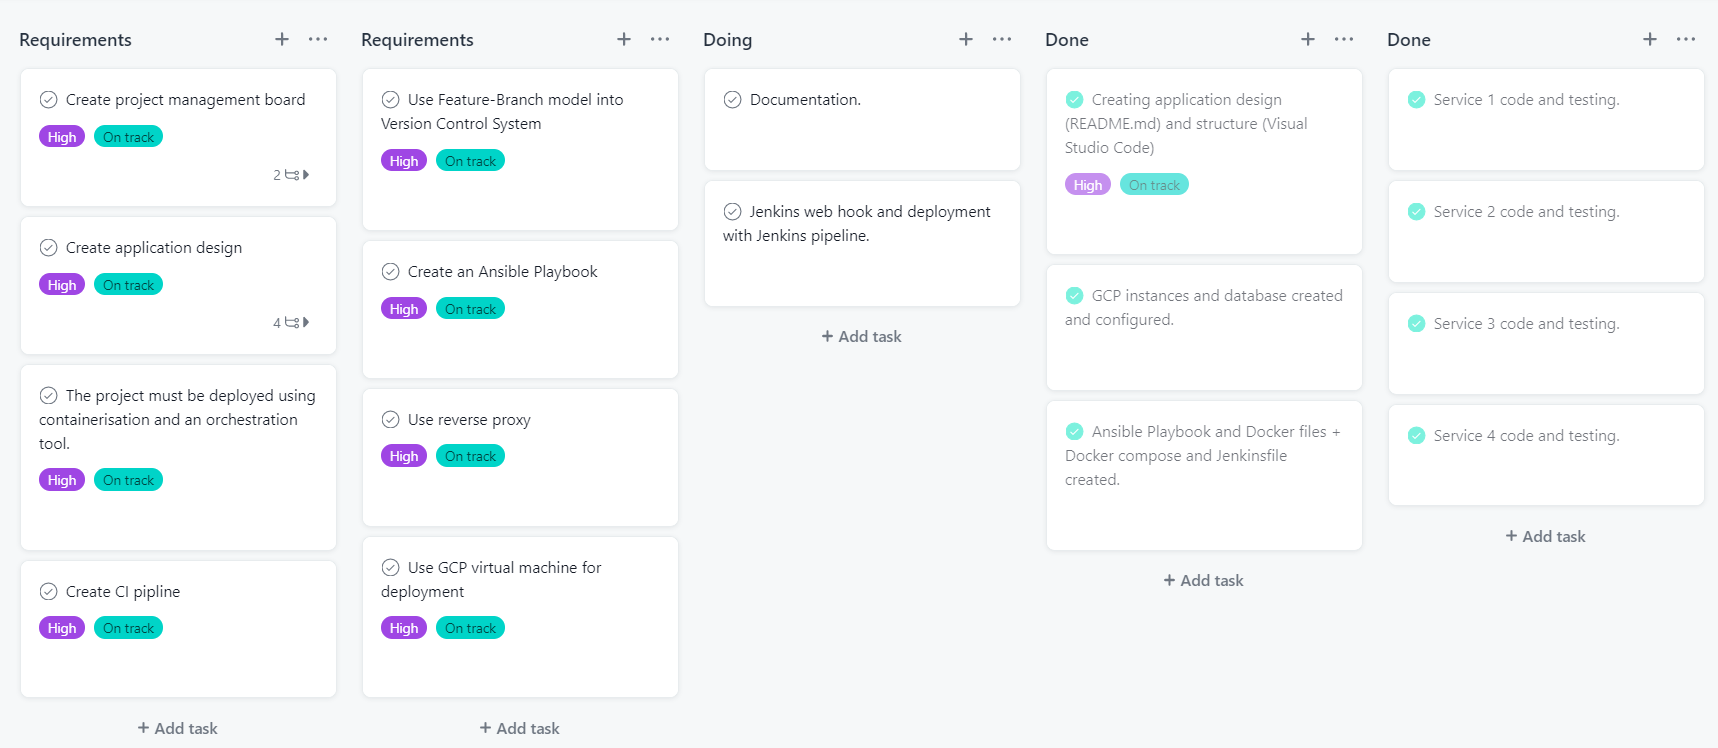 Requirements
Create project management board
High On track
2
Create application design
High On track
4
The project must be deployed using
containerisation and an orchestration
tool.
High On track
Create CI pipline
High On track
+ Add task
Requirements
Use Feature-Branch model into
Version Control System
High On track
Create an Ansible Playbook
High On track
Use reverse proxy
High On track
Use GCP virtual machine for
deployment
High On track
+ Add task
Doing
Documentation.
Jenkins web hook and deployment
with Jenkins pipeline.
+ Add task
Done
Creating application design
(README.md) and structure (Visual
Studio Code)
High On track
GCP instances and database created
and configured.
Ansible Playbook and Docker files +
Docker compose and Jenkinsfile
created.
+ Add task
Done
Service 1 code and testing.
Service 2 code and testing.
Service 3 code and testing.
Service 4 code and testing.
+ Add task